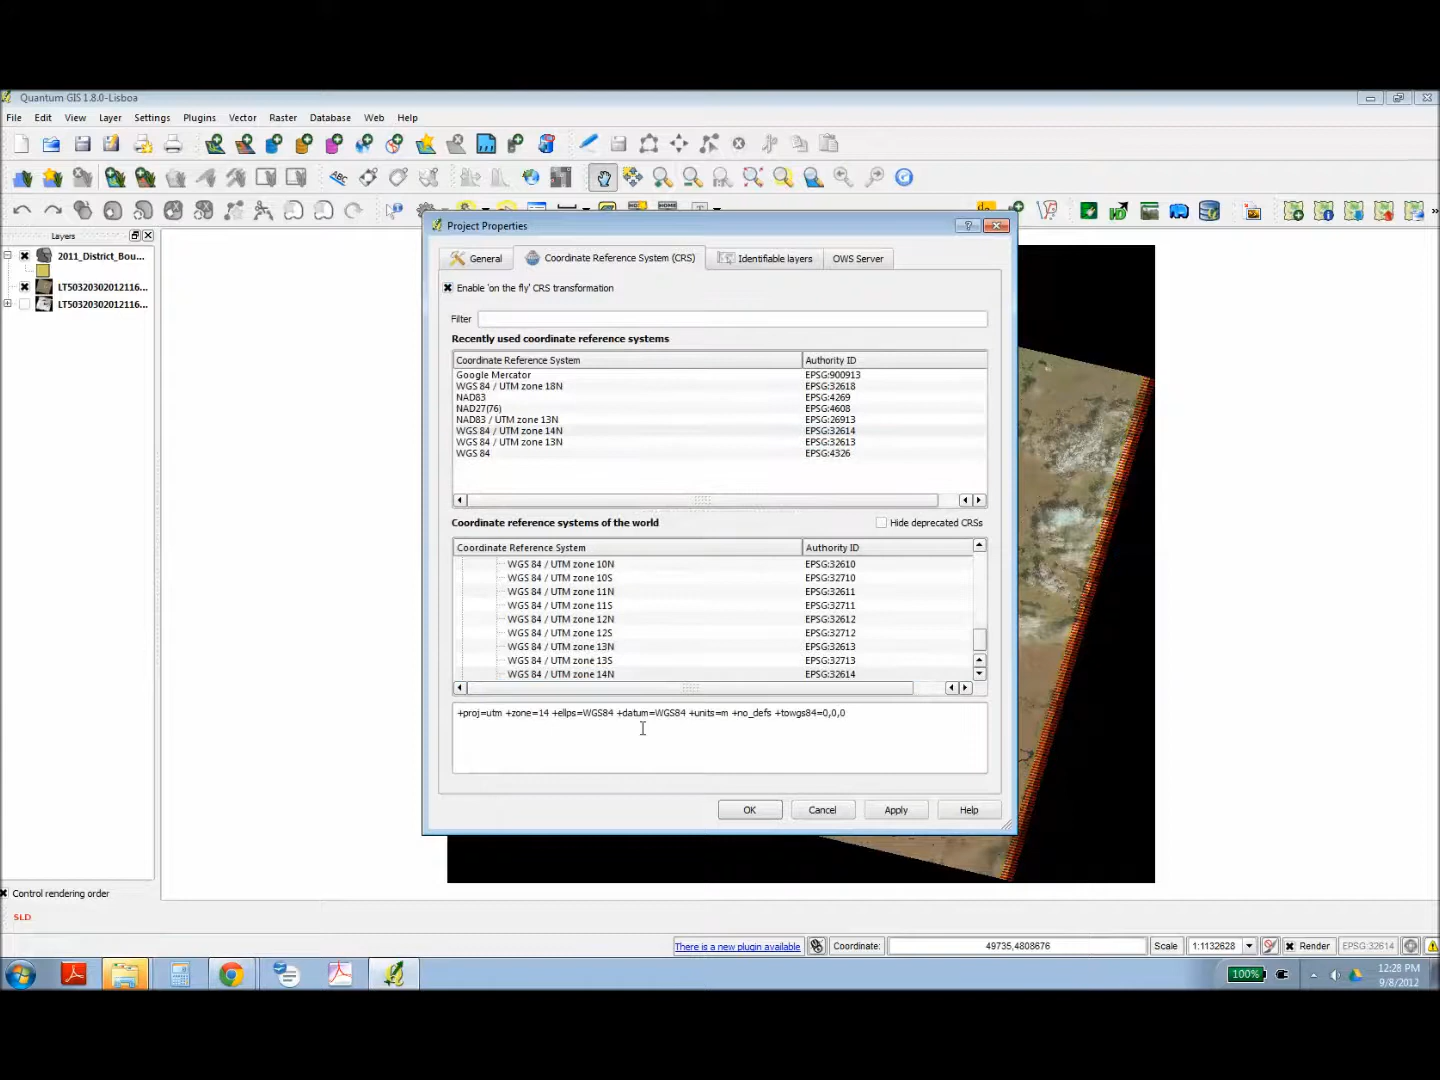 Quantum GIS 1.8.0-Lisboa
File Edit View Layer Settings Plugins Vector Raster Database Web Help
Layers
2011_District_Bou...
LT50320302012116...
LT50320302012116...
Project Properties
General Coordinate Reference System (CRS) Identifiable layers OWS Server
Enable 'on the fly' CRS transformation
Filter
Recently used coordinate reference systems
Coordinate Reference System Authority ID
Google Mercator EPSG:900913
WGS 84 / UTM zone 18N EPSG:32618
NAD83 EPSG:4269
NAD27(76) EPSG:4608
NAD83 / UTM zone 13N EPSG:26913
WGS 84 / UTM zone 14N EPSG:32614
WGS 84 / UTM zone 13N EPSG:32613
WGS 84 EPSG:4326
Coordinate reference systems of the world Hide deprecated CRSs
Coordinate Reference System Authority ID
WGS 84 / UTM zone 10N EPSG:32610
WGS 84 / UTM zone 10S EPSG:32710
WGS 84 / UTM zone 11N EPSG:32611
WGS 84 / UTM zone 11S EPSG:32711
WGS 84 / UTM zone 12N EPSG:32612
WGS 84 / UTM zone 12S EPSG:32712
WGS 84 / UTM zone 13N EPSG:32613
WGS 84 / UTM zone 13S EPSG:32713
WGS 84 / UTM zone 14N EPSG:32614
+proj=utm +zone=14 +ellps=WGS84 +datum=WGS84 +units=m +no_defs +towgs84=0,0,0
OK Cancel Apply Help
Control rendering order
SLD
There is a new plugin available Coordinate: 49735,4808676 Scale 1:1132628 Render EPSG:32614
100% 12:28 PM
9/8/2012